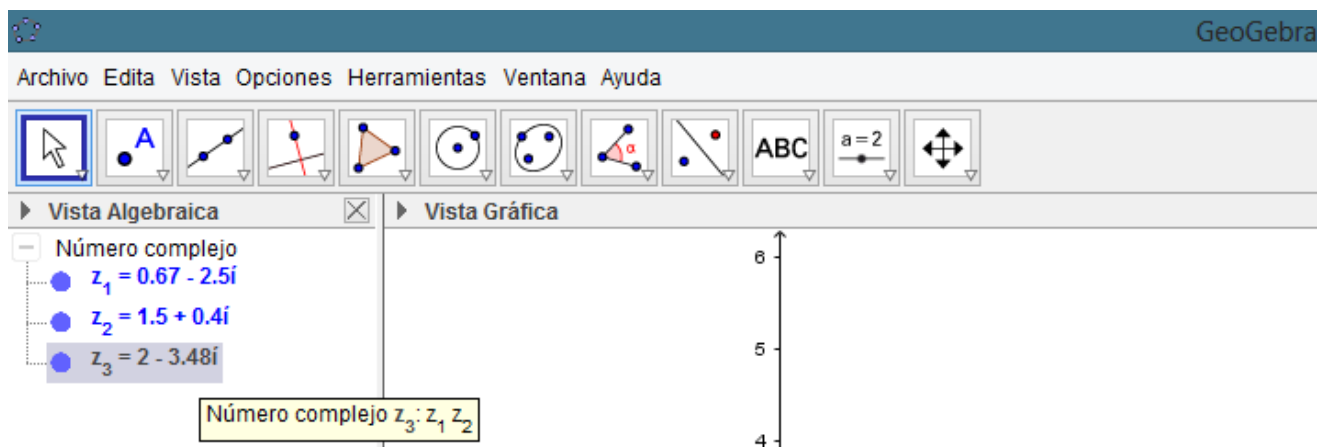 GeoGebra
Archivo Edita Vista Opciones Herramientas Ventana Ayuda
A α ABC a = 2
Vista Algebraica Vista Gráfica
Número complejo
z₁ = 0.67 - 2.5í
z₂ = 1.5 + 0.4í
z₃ = 2 - 3.48í
Número complejo z₃: z₁ z₂
6
5
4